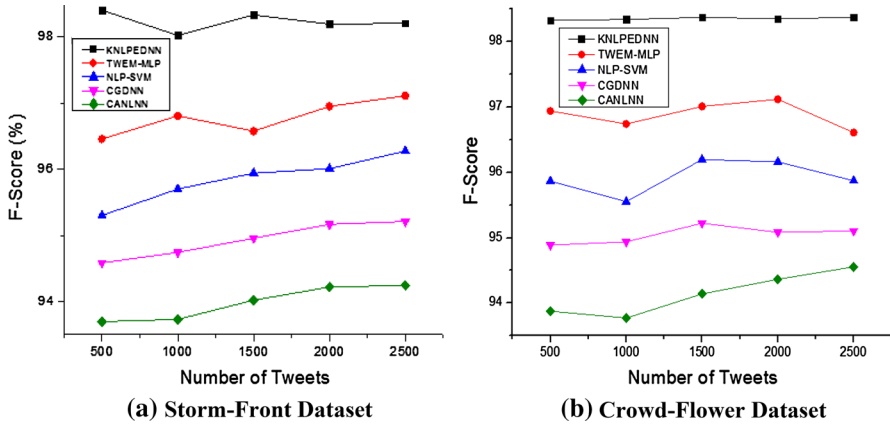 98
96
94
F-Score (%)
KNLPEDNN
TWEM-MLP
NLP-SVM
CGDNN
CANLNN
500 1000 1500 2000 2500
Number of Tweets
(a) Storm-Front Dataset
98
97
96
95
94
F-Score
KNLPEDNN
TWEM-MLP
NLP-SVM
CGDNN
CANLNN
500 1000 1500 2000 2500
Number of Tweets
(b) Crowd-Flower Dataset